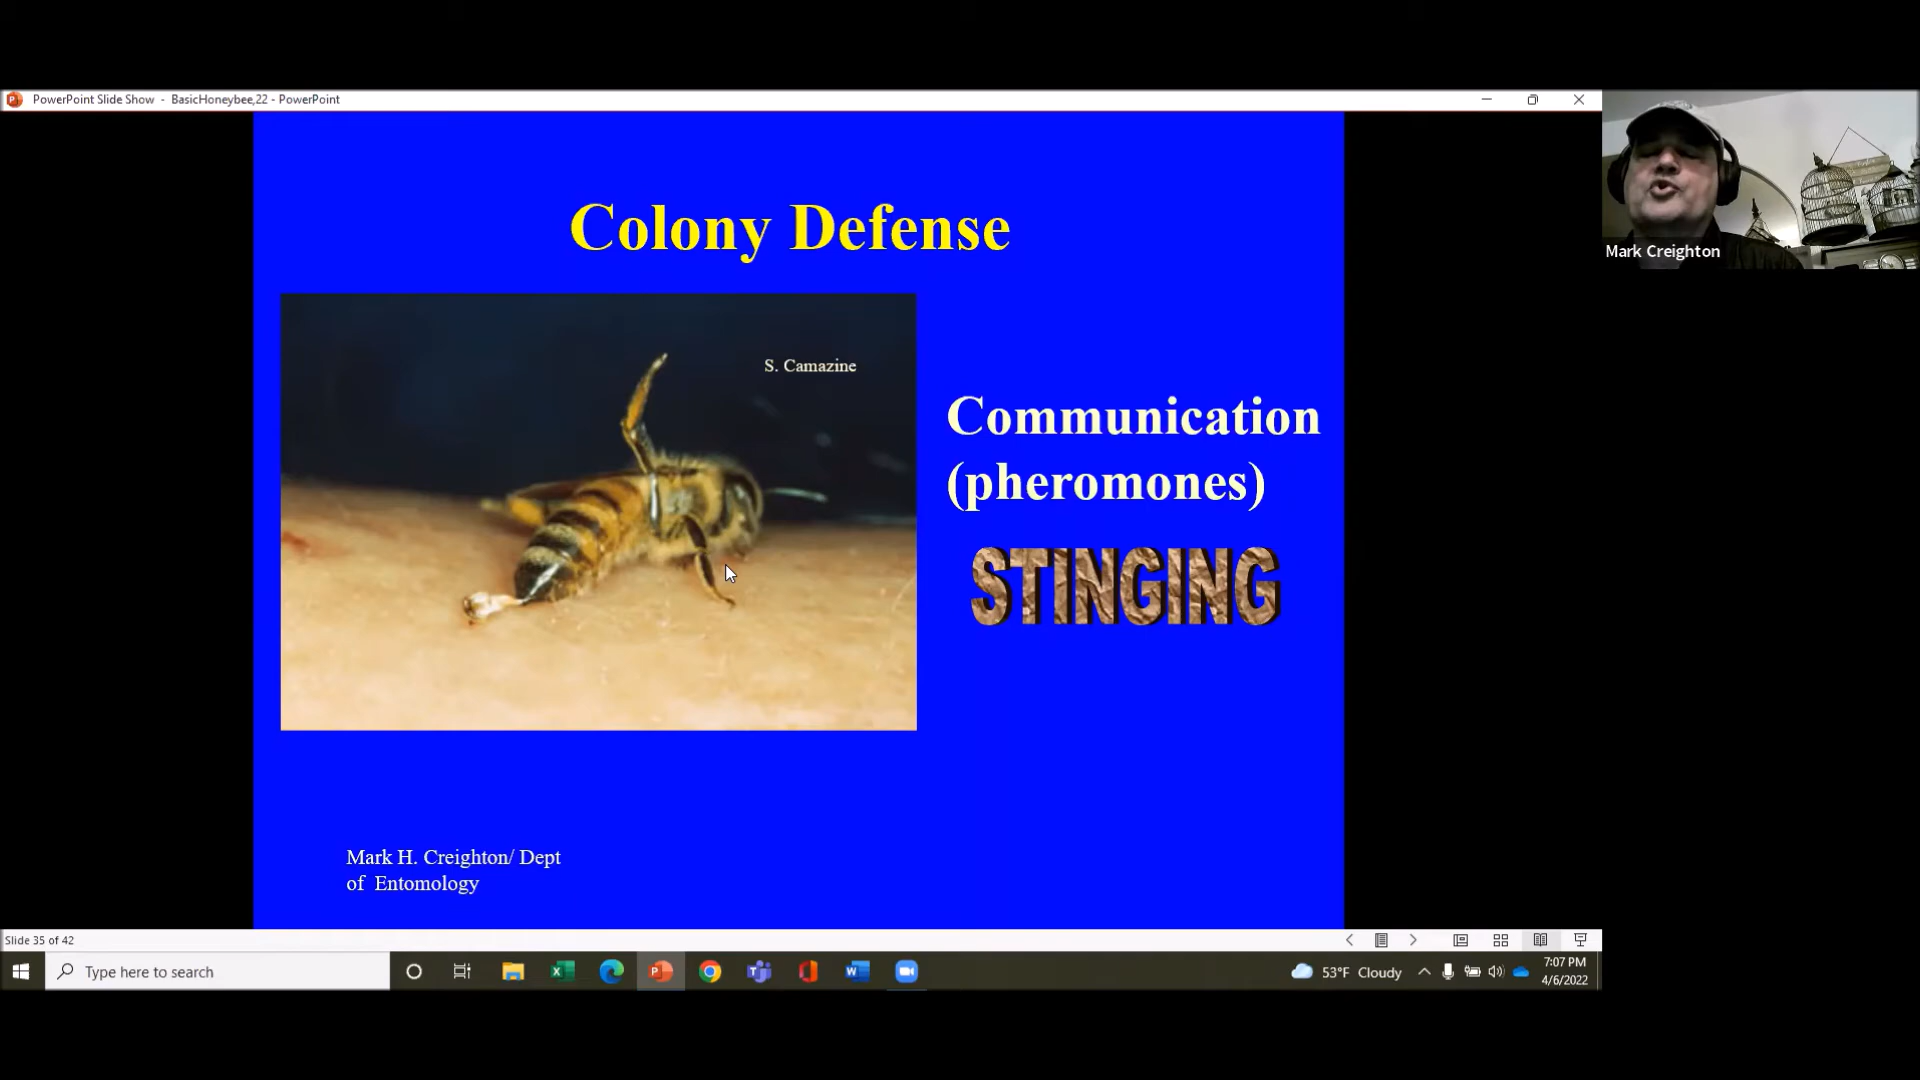 PowerPoint Slide Show - BasicHoneybee,22 - PowerPoint
Colony Defense
S. Camazine
Communication
(pheromones)
STINGING
Mark H. Creighton/ Dept
of Entomology
Mark Creighton
Slide 35 of 42
Type here to search
53°F Cloudy
7:07 PM
4/6/2022